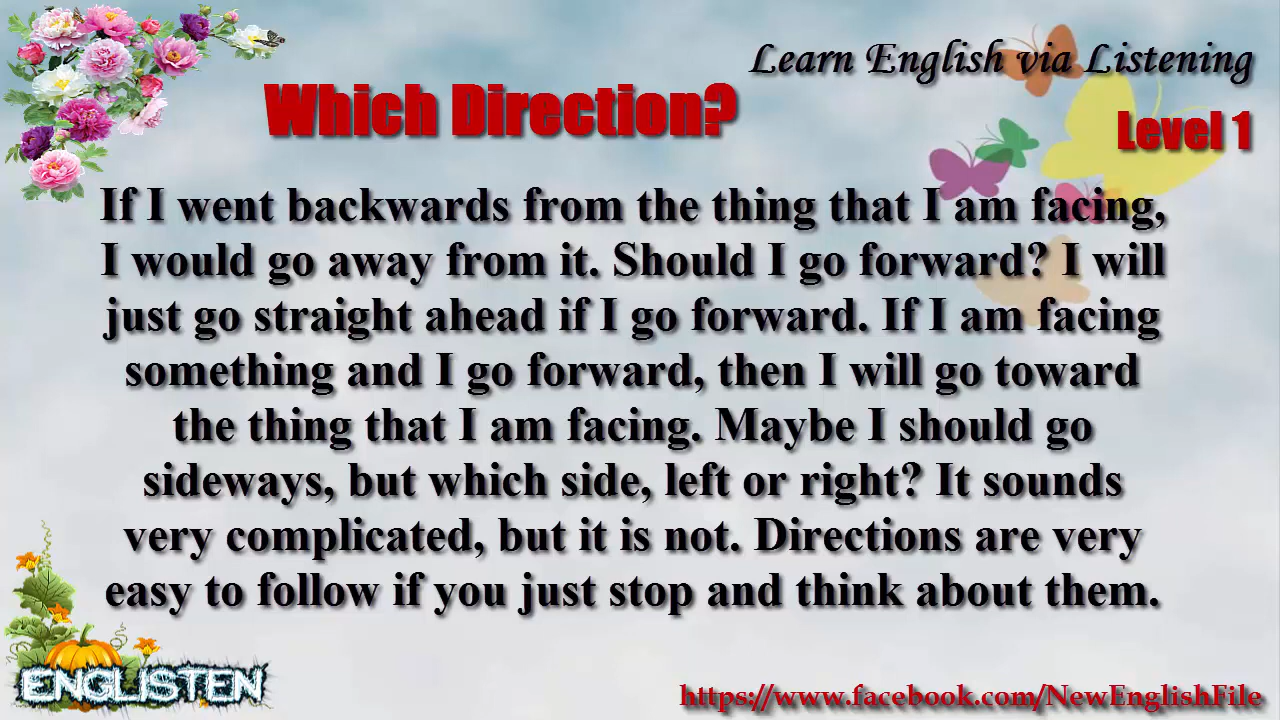 Learn English via Listening
Which Direction?
Level 1
If I went backwards from the thing that I am facing,
I would go away from it. Should I go forward? I will
just go straight ahead if I go forward. If I am facing
something and I go forward, then I will go toward
the thing that I am facing. Maybe I should go
sideways, but which side, left or right? It sounds
very complicated, but it is not. Directions are very
easy to follow if you just stop and think about them.
ENGLISTEN
https://www.facebook.com/NewEnglishFile